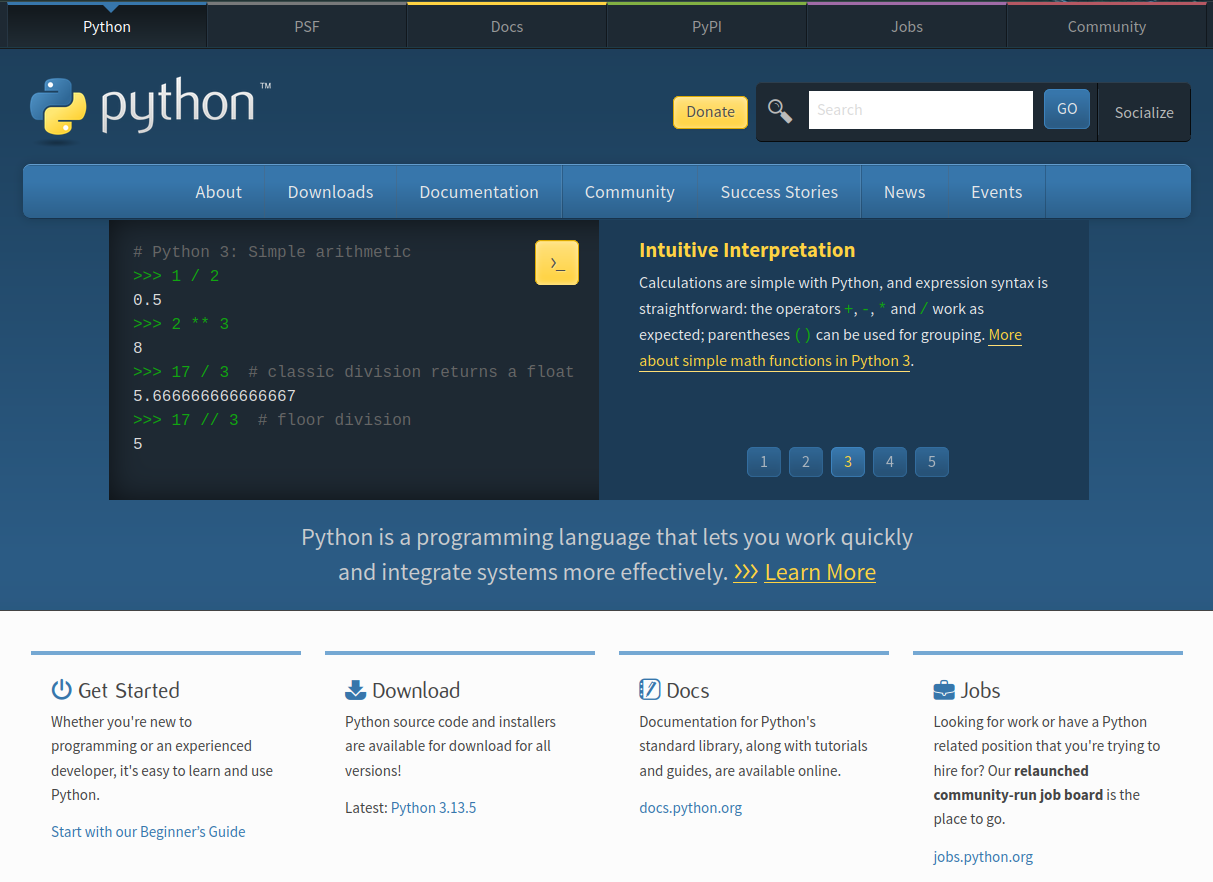 Python PSF Docs PyPI Jobs Community
python™
Donate Search GO Socialize
About Downloads Documentation Community Success Stories News Events
# Python 3: Simple arithmetic
>>> 1 / 2
0.5
>>> 2 ** 3
8
>>> 17 / 3  # classic division returns a float
5.666666666666667
>>> 17 // 3  # floor division
5
>_
Intuitive Interpretation
Calculations are simple with Python, and expression syntax is
straightforward: the operators +, -, * and / work as
expected; parentheses () can be used for grouping. More
about simple math functions in Python 3.
1 2 3 4 5
Python is a programming language that lets you work quickly
and integrate systems more effectively. >>> Learn More
Get Started
Whether you're new to
programming or an experienced
developer, it's easy to learn and use
Python.
Start with our Beginner’s Guide
Download
Python source code and installers
are available for download for all
versions!
Latest: Python 3.13.5
Docs
Documentation for Python's
standard library, along with tutorials
and guides, are available online.
docs.python.org
Jobs
Looking for work or have a Python
related position that you're trying to
hire for? Our relaunched
community-run job board is the
place to go.
jobs.python.org